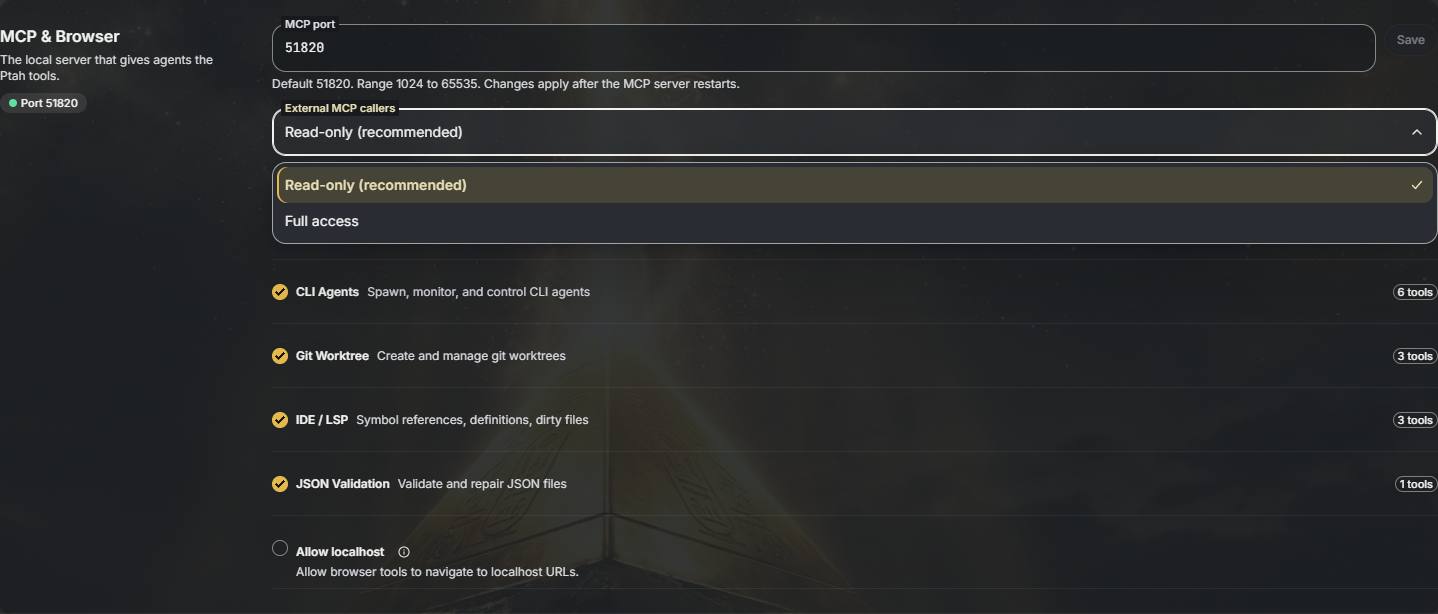 MCP & Browser
The local server that gives agents the
Ptah tools.
Port 51820
MCP port
51820
Save
Default 51820. Range 1024 to 65535. Changes apply after the MCP server restarts.
External MCP callers
Read-only (recommended)
Read-only (recommended)
Full access
CLI Agents Spawn, monitor, and control CLI agents 6 tools
Git Worktree Create and manage git worktrees 3 tools
IDE / LSP Symbol references, definitions, dirty files 3 tools
JSON Validation Validate and repair JSON files 1 tools
Allow localhost
Allow browser tools to navigate to localhost URLs.